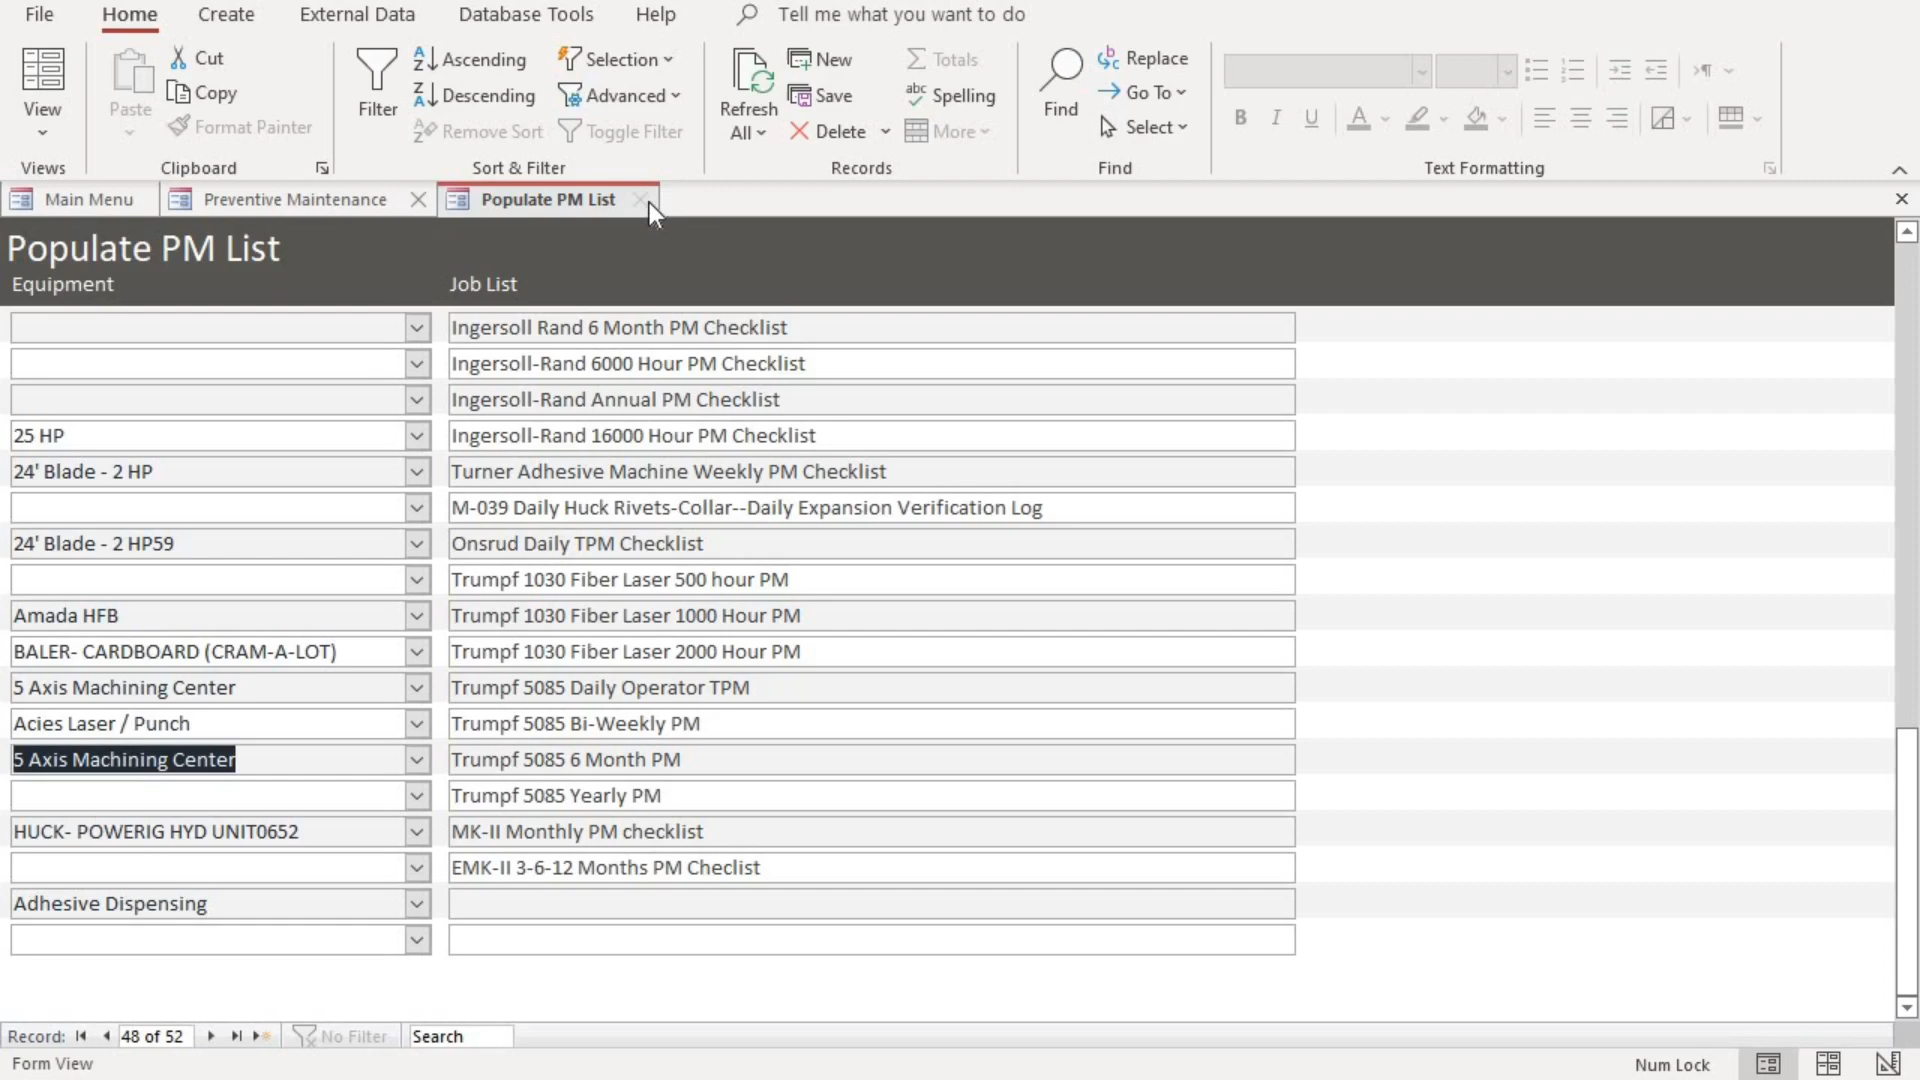 File Home Create External Data Database Tools Help Tell me what you want to do
View
Views
Paste
Cut
Copy
Format Painter
Clipboard
Filter
Ascending
Descending
Remove Sort
Selection
Advanced
Toggle Filter
Sort & Filter
Refresh
All
New
Save
Delete
Totals
Spelling
More
Records
Find
Replace
Go To
Select
Find
B I U
Text Formatting
Main Menu Preventive Maintenance Populate PM List
Populate PM List
Equipment Job List
Ingersoll Rand 6 Month PM Checklist
Ingersoll-Rand 6000 Hour PM Checklist
Ingersoll-Rand Annual PM Checklist
25 HP Ingersoll-Rand 16000 Hour PM Checklist
24' Blade - 2 HP Turner Adhesive Machine Weekly PM Checklist
M-039 Daily Huck Rivets-Collar--Daily Expansion Verification Log
24' Blade - 2 HP59 Onsrud Daily TPM Checklist
Trumpf 1030 Fiber Laser 500 hour PM
Amada HFB Trumpf 1030 Fiber Laser 1000 Hour PM
BALER- CARDBOARD (CRAM-A-LOT) Trumpf 1030 Fiber Laser 2000 Hour PM
5 Axis Machining Center Trumpf 5085 Daily Operator TPM
Acies Laser / Punch Trumpf 5085 Bi-Weekly PM
5 Axis Machining Center Trumpf 5085 6 Month PM
Trumpf 5085 Yearly PM
HUCK- POWERIG HYD UNIT0652 MK-II Monthly PM checklist
EMK-II 3-6-12 Months PM Checlist
Adhesive Dispensing
Record: 48 of 52 No Filter Search
Form View Num Lock